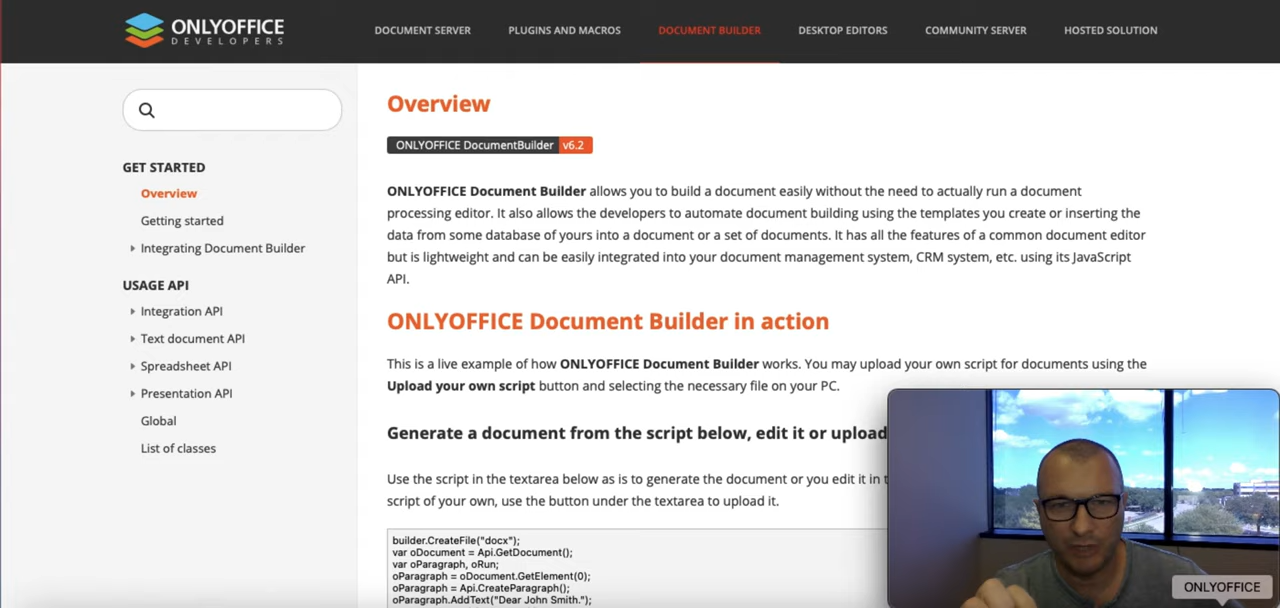 ONLYOFFICE
DEVELOPERS
DOCUMENT SERVER
PLUGINS AND MACROS
DOCUMENT BUILDER
DESKTOP EDITORS
COMMUNITY SERVER
HOSTED SOLUTION
GET STARTED
Overview
Getting started
Integrating Document Builder
USAGE API
Integration API
Text document API
Spreadsheet API
Presentation API
Global
List of classes
Overview
ONLYOFFICE DocumentBuilder v6.2
ONLYOFFICE Document Builder allows you to build a document easily without the need to actually run a document
processing editor. It also allows the developers to automate document building using the templates you create or inserting the
data from some database of yours into a document or a set of documents. It has all the features of a common document editor
but is lightweight and can be easily integrated into your document management system, CRM system, etc. using its JavaScript
API.
ONLYOFFICE Document Builder in action
This is a live example of how ONLYOFFICE Document Builder works. You may upload your own script for documents using the
Upload your own script button and selecting the necessary file on your PC.
Generate a document from the script below, edit it or upload
Use the script in the textarea below as is to generate the document or you edit it in t
script of your own, use the button under the textarea to upload it.
builder.CreateFile("docx");
var oDocument = Api.GetDocument();
var oParagraph, oRun;
oParagraph = oDocument.GetElement(0);
oParagraph = Api.CreateParagraph();
oParagraph.AddText("Dear John Smith.");
ONLYOFFICE